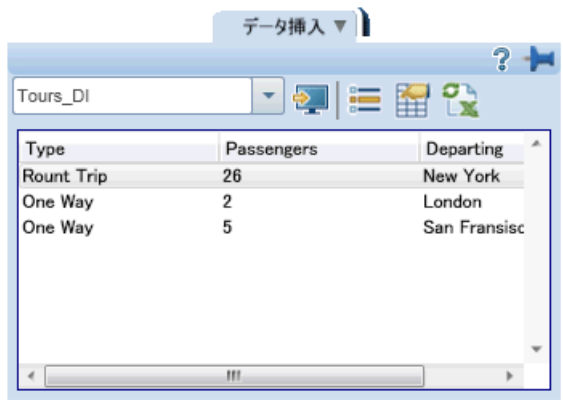 データ挿入
Tours_DI
Type Passengers Departing
Rount Trip 26 New York
One Way 2 London
One Way 5 San Fransisc